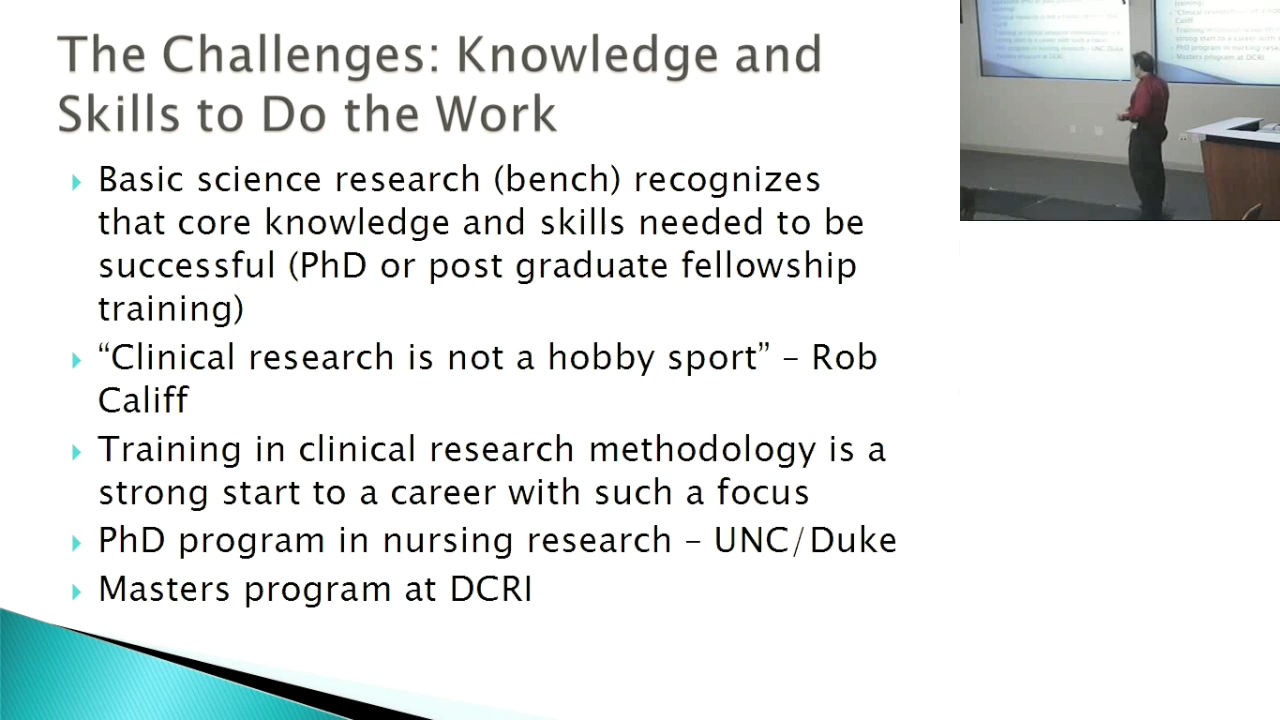 The Challenges: Knowledge and
Skills to Do the Work
Basic science research (bench) recognizes
that core knowledge and skills needed to be
successful (PhD or post graduate fellowship
training)
“Clinical research is not a hobby sport” – Rob
Califf
Training in clinical research methodology is a
strong start to a career with such a focus
PhD program in nursing research – UNC/Duke
Masters program at DCRI